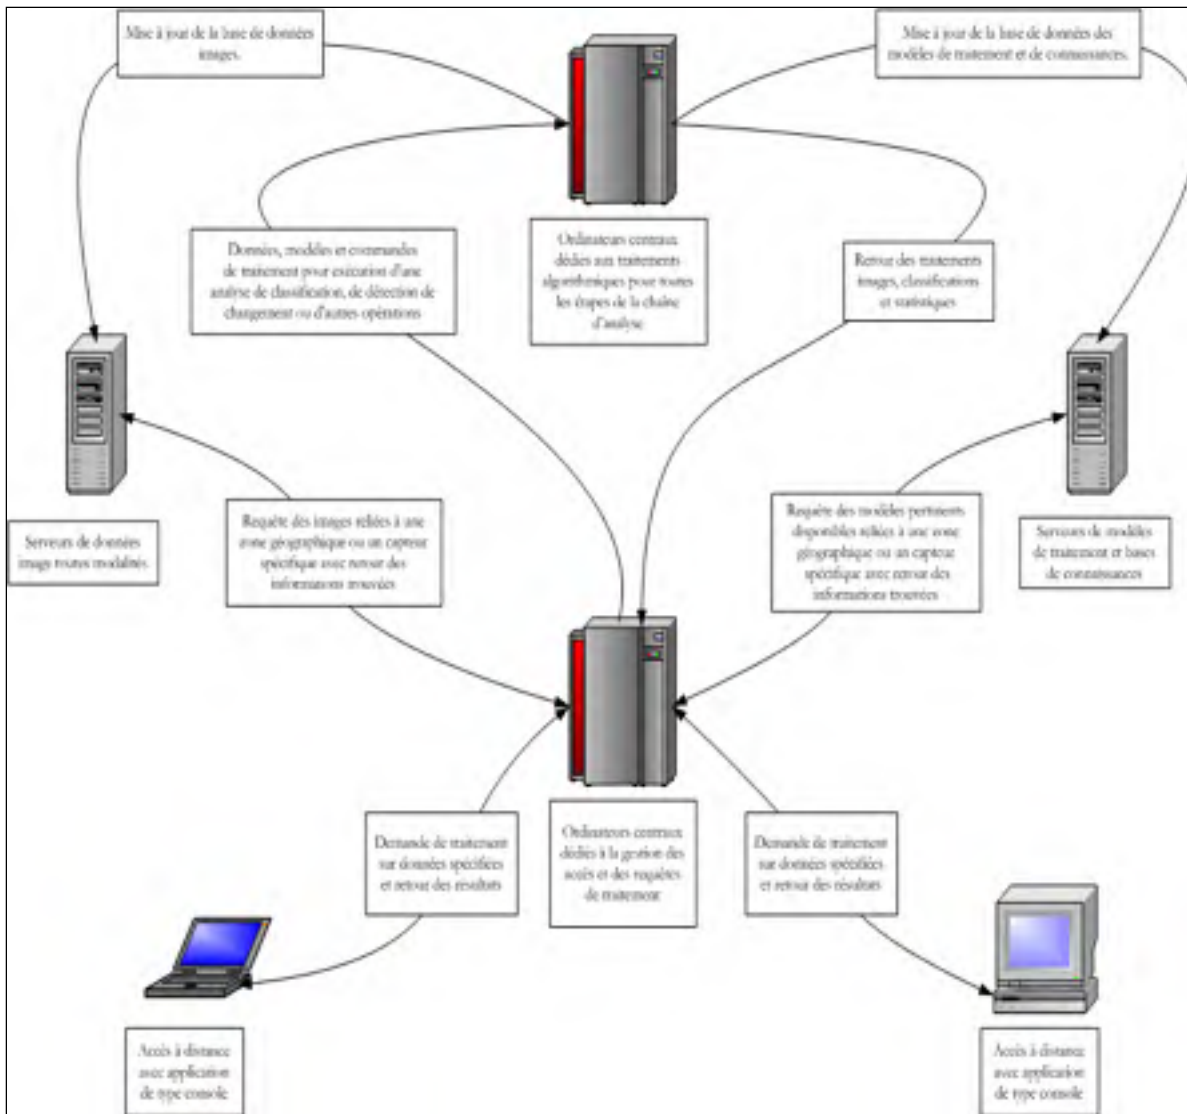 Mise à jour de la base de données
images.
Mise à jour de la base de données des
modèles de traitement et de connaissances.
Données, modèles et commandes
de traitement pour exécution d'une
analyse de classification, de détection de
changement ou d'autres opérations
Ordinateurs centraux
dédiés aux traitements
algorithmiques pour toutes
les étapes de la chaîne
d'analyse
Retour des traitements
images, classifications
et statistiques
Serveurs de données
image toutes modalités
Requête des images reliées à une
zone géographique ou un capteur
spécifique avec retour des
informations trouvées
Requête des modèles pertinents
disponibles reliées à une zone
géographique ou un capteur
spécifique avec retour des
informations trouvées
Serveurs de modèle
de traitement et bases
de connaissances
Demande de traitement
sur données spécifiées
et retour des résultats
Ordinateurs centraux
dédiés à la gestion des
accès et des requêtes
de traitement
Demande de traitement
sur données spécifiées
et retour des résultats
Accès à distance
avec application
de type console
Accès à distance
avec application
de type console